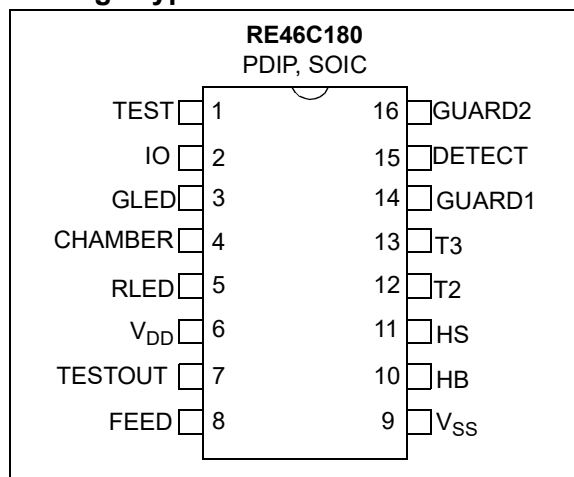 RE46C180
PDIP, SOIC
TEST 1 16 GUARD2
IO 2 15 DETECT
GLED 3 14 GUARD1
CHAMBER 4 13 T3
RLED 5 12 T2
VDD 6 11 HS
TESTOUT 7 10 HB
FEED 8 9 VSS